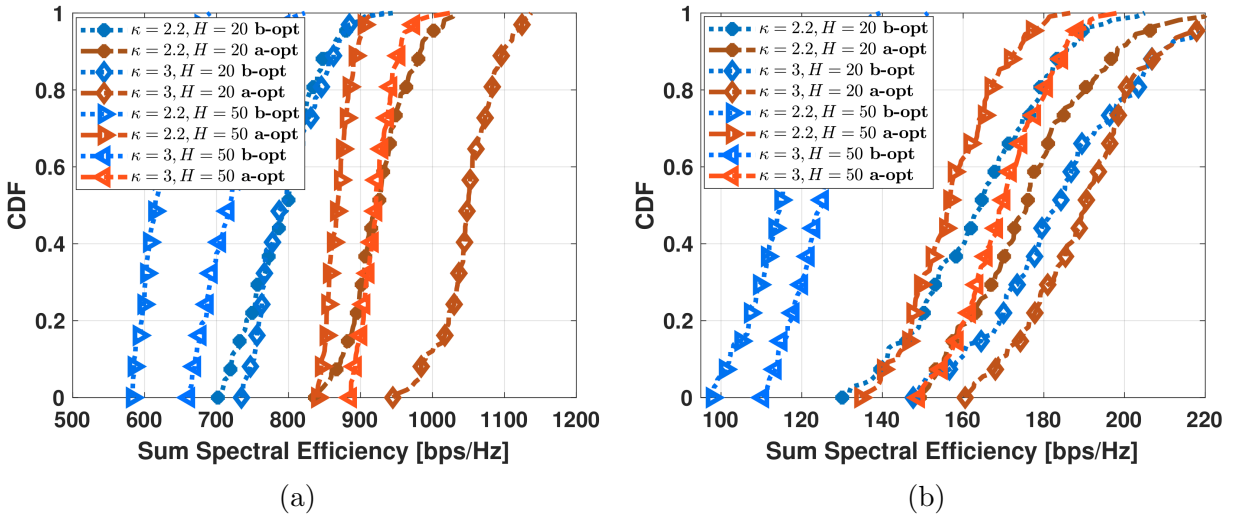 CDF
1
0.8
0.6
0.4
0.2
0
κ = 2.2, H = 20 b-opt
κ = 2.2, H = 20 a-opt
κ = 3, H = 20 b-opt
κ = 3, H = 20 a-opt
κ = 2.2, H = 50 b-opt
κ = 2.2, H = 50 a-opt
κ = 3, H = 50 b-opt
κ = 3, H = 50 a-opt
500 600 700 800 900 1000 1100 1200
Sum Spectral Efficiency [bps/Hz]
(a)
CDF
1
0.8
0.6
0.4
0.2
0
κ = 2.2, H = 20 b-opt
κ = 2.2, H = 20 a-opt
κ = 3, H = 20 b-opt
κ = 3, H = 20 a-opt
κ = 2.2, H = 50 b-opt
κ = 2.2, H = 50 a-opt
κ = 3, H = 50 b-opt
κ = 3, H = 50 a-opt
100 120 140 160 180 200 220
Sum Spectral Efficiency [bps/Hz]
(b)